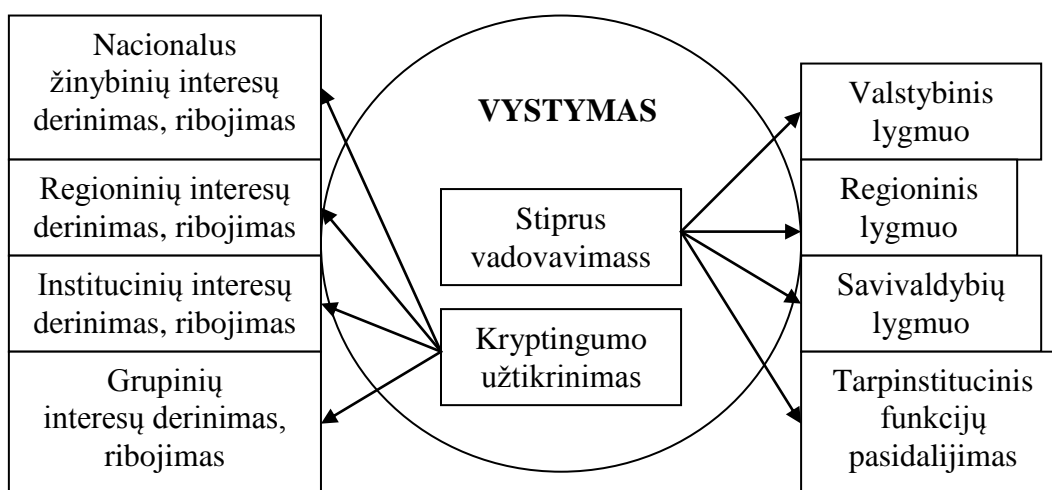 Nacionalus
žinybinių interesų
derinimas, ribojimas
Regioninių interesų
derinimas, ribojimas
Institucinių interesų
derinimas, ribojimas
Grupinių
interesų derinimas,
ribojimas
VYSTYMAS
Stiprus
vadovavimass
Kryptingumo
užtikrinimas
Valstybinis
lygmuo
Regioninis
lygmuo
Savivaldybių
lygmuo
Tarpinstitucinis
funkcijų
pasidalijimas